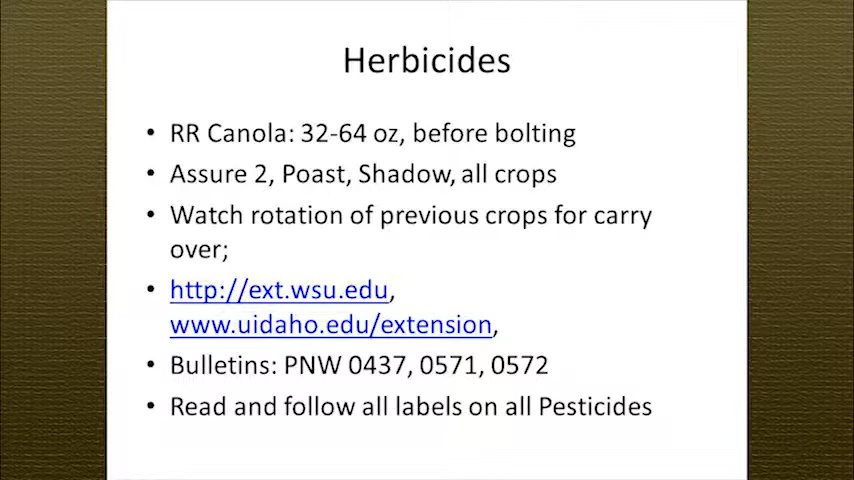 Herbicides
• RR Canola: 32-64 oz, before bolting
• Assure 2, Poast, Shadow, all crops
• Watch rotation of previous crops for carry
over;
• http://ext.wsu.edu,
www.uidaho.edu/extension,
• Bulletins: PNW 0437, 0571, 0572
• Read and follow all labels on all Pesticides